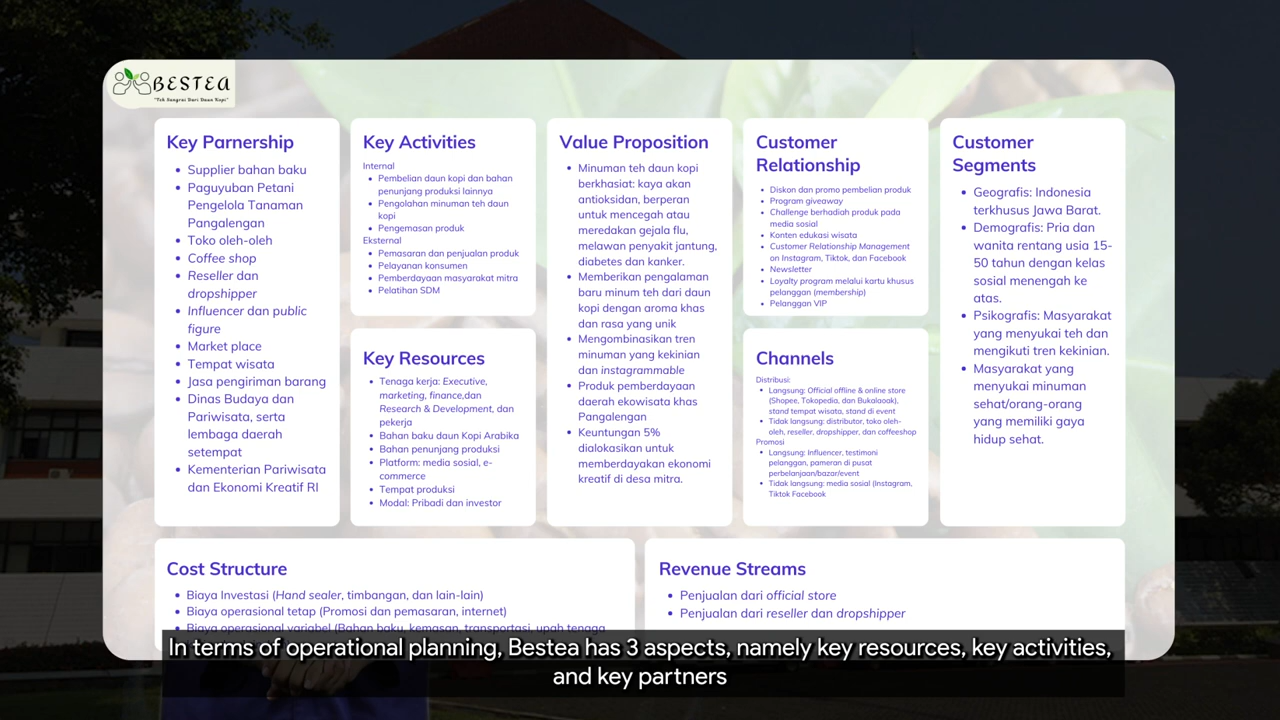 BESTEA
"Teh Sangrai Dari Daun Kopi"
Key Parnership
Supplier bahan baku
Paguyuban Petani
Pengelola Tanaman
Pangalengan
Toko oleh-oleh
Coffee shop
Reseller dan
dropshipper
Influencer dan public
figure
Market place
Tempat wisata
Jasa pengiriman barang
Dinas Budaya dan
Pariwisata, serta
lembaga daerah
setempat
Kementerian Pariwisata
dan Ekonomi Kreatif RI
Key Activities
Internal
Pembelian daun kopi dan bahan
penunjang produksi lainnya
Pengolahan minuman teh daun
kopi
Pengemasan produk
Eksternal
Pemasaran dan penjualan produk
Pelayanan konsumen
Pemberdayaan masyarakat mitra
Pelatihan SDM
Key Resources
Tenaga kerja: Executive,
marketing, finance,dan
Research & Development, dan
pekerja
Bahan baku daun Kopi Arabika
Bahan penunjang produksi
Platform: media sosial, e-
commerce
Tempat produksi
Modal: Pribadi dan investor
Value Proposition
Minuman teh daun kopi
berkhasiat: kaya akan
antioksidan, berperan
untuk mencegah atau
meredakan gejala flu,
melawan penyakit jantung,
diabetes dan kanker.
Memberikan pengalaman
baru minum teh dari daun
kopi dengan aroma khas
dan rasa yang unik
Mengombinasikan tren
minuman yang kekinian
dan instagrammable
Produk pemberdayaan
daerah ekowisata khas
Pangalengan
Keuntungan 5%
dialokasikan untuk
memberdayakan ekonomi
kreatif di desa mitra.
Customer
Relationship
Diskon dan promo pembelian produk
Program giveaway
Challenge berhadiah produk pada
media sosial
Konten edukasi wisata
Customer Relationship Management
on Instagram, Tiktok, dan Facebook
Newsletter
Loyalty program melalui kartu khusus
pelanggan (membership)
Pelanggan VIP
Channels
Distribusi:
Langsung: Official offline & online store
(Shopee, Tokopedia, dan Bukalaoak),
stand tempat wisata, stand di event
Tidak langsung: distributor, toko oleh-
oleh, reseller, dropshipper, dan coffeeshop
Promosi
Langsung: Influencer, testimoni
pelanggan, pameran di pusat
perbelanjaan/bazar/event
Tidak langsung: media sosial (Instagram,
Tiktok Facebook
Customer
Segments
Geografis: Indonesia
terkhusus Jawa Barat.
Demografis: Pria dan
wanita rentang usia 15-
50 tahun dengan kelas
sosial menengah ke
atas.
Psikografis: Masyarakat
yang menyukai teh dan
mengikuti tren kekinian.
Masyarakat yang
menyukai minuman
sehat/orang-orang
yang memiliki gaya
hidup sehat.
Cost Structure
Biaya Investasi (Hand sealer, timbangan, dan lain-lain)
Biaya operasional tetap (Promosi dan pemasaran, internet)
Biaya operasional variabel (Bahan baku, kemasan, transportasi, upah tenaga
Revenue Streams
Penjualan dari official store
Penjualan dari reseller dan dropshipper
In terms of operational planning, Bestea has 3 aspects, namely key resources, key activities,
and key partners